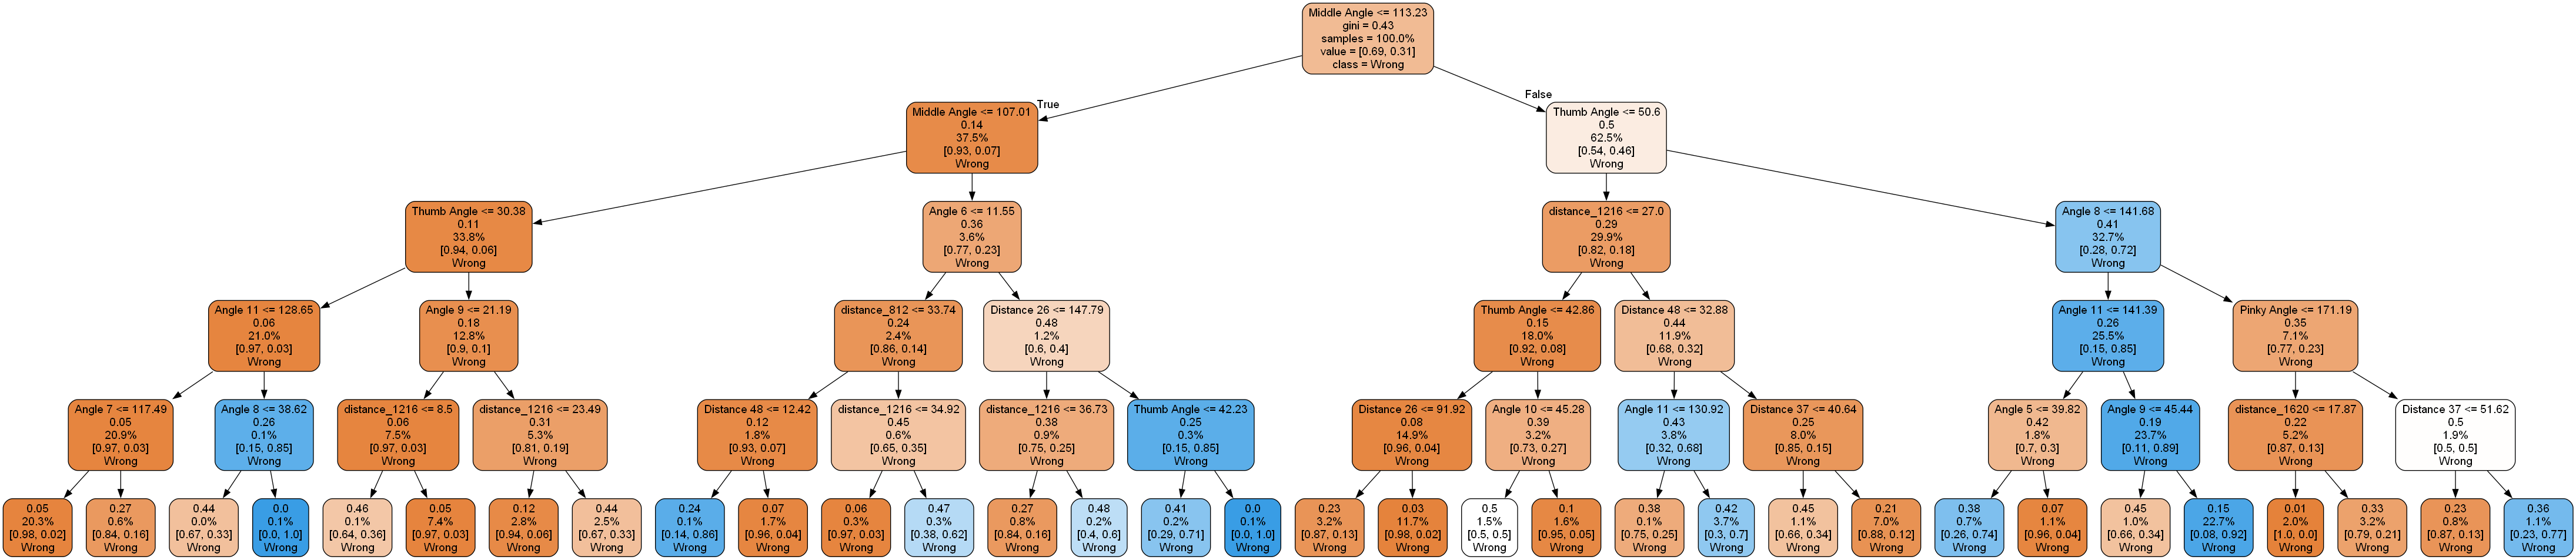 Middle Angle <= 113.23
gini = 0.43
samples = 100.0%
value = [0.69, 0.31]
class = Wrong
True
False
Middle Angle <= 107.01
0.14
37.5%
[0.93, 0.07]
Wrong
Thumb Angle <= 50.6
0.5
62.5%
[0.54, 0.46]
Wrong
Thumb Angle <= 30.38
0.11
33.8%
[0.94, 0.06]
Wrong
Angle 6 <= 11.55
0.36
3.6%
[0.77, 0.23]
Wrong
distance_1216 <= 27.0
0.29
29.9%
[0.82, 0.18]
Wrong
Angle 8 <= 141.68
0.41
32.7%
[0.28, 0.72]
Wrong
Angle 11 <= 128.65
0.06
21.0%
[0.97, 0.03]
Wrong
Angle 9 <= 21.19
0.18
12.8%
[0.9, 0.1]
Wrong
distance_812 <= 33.74
0.24
2.4%
[0.86, 0.14]
Wrong
Distance 26 <= 147.79
0.48
1.2%
[0.6, 0.4]
Wrong
Thumb Angle <= 42.86
0.15
18.0%
[0.92, 0.08]
Wrong
Distance 48 <= 32.88
0.44
11.9%
[0.68, 0.32]
Wrong
Angle 11 <= 141.39
0.26
25.5%
[0.15, 0.85]
Wrong
Pinky Angle <= 171.19
0.35
7.1%
[0.77, 0.23]
Wrong
Angle 7 <= 117.49
0.05
20.9%
[0.97, 0.03]
Wrong
Angle 8 <= 38.62
0.26
0.1%
[0.15, 0.85]
Wrong
distance_1216 <= 8.5
0.06
7.5%
[0.97, 0.03]
Wrong
distance_1216 <= 23.49
0.31
5.3%
[0.81, 0.19]
Wrong
Distance 48 <= 12.42
0.12
1.8%
[0.93, 0.07]
Wrong
distance_1216 <= 34.92
0.45
0.6%
[0.65, 0.35]
Wrong
distance_1216 <= 36.73
0.38
0.9%
[0.75, 0.25]
Wrong
Thumb Angle <= 42.23
0.25
0.3%
[0.15, 0.85]
Wrong
Distance 26 <= 91.92
0.08
14.9%
[0.96, 0.04]
Wrong
Angle 10 <= 45.28
0.39
3.2%
[0.73, 0.27]
Wrong
Angle 11 <= 130.92
0.43
3.8%
[0.32, 0.68]
Wrong
Distance 37 <= 40.64
0.25
8.0%
[0.85, 0.15]
Wrong
Angle 5 <= 39.82
0.42
1.8%
[0.7, 0.3]
Wrong
Angle 9 <= 45.44
0.19
23.7%
[0.11, 0.89]
Wrong
distance_1620 <= 17.87
0.22
5.2%
[0.87, 0.13]
Wrong
Distance 37 <= 51.62
0.5
1.9%
[0.5, 0.5]
Wrong
0.05
20.3%
[0.98, 0.02]
Wrong
0.27
0.6%
[0.84, 0.16]
Wrong
0.44
0.0%
[0.67, 0.33]
Wrong
0.0
0.1%
[0.0, 1.0]
Wrong
0.46
0.1%
[0.64, 0.36]
Wrong
0.05
7.4%
[0.97, 0.03]
Wrong
0.12
2.8%
[0.94, 0.06]
Wrong
0.44
2.5%
[0.67, 0.33]
Wrong
0.24
0.1%
[0.14, 0.86]
Wrong
0.07
1.7%
[0.96, 0.04]
Wrong
0.06
0.3%
[0.97, 0.03]
Wrong
0.47
0.3%
[0.38, 0.62]
Wrong
0.27
0.8%
[0.84, 0.16]
Wrong
0.48
0.2%
[0.4, 0.6]
Wrong
0.41
0.2%
[0.29, 0.71]
Wrong
0.0
0.1%
[0.0, 1.0]
Wrong
0.23
3.2%
[0.87, 0.13]
Wrong
0.03
11.7%
[0.98, 0.02]
Wrong
0.5
1.5%
[0.5, 0.5]
Wrong
0.1
1.6%
[0.95, 0.05]
Wrong
0.38
0.1%
[0.75, 0.25]
Wrong
0.42
3.7%
[0.3, 0.7]
Wrong
0.45
1.1%
[0.66, 0.34]
Wrong
0.21
7.0%
[0.88, 0.12]
Wrong
0.38
0.7%
[0.26, 0.74]
Wrong
0.07
1.1%
[0.96, 0.04]
Wrong
0.45
1.0%
[0.66, 0.34]
Wrong
0.15
22.7%
[0.08, 0.92]
Wrong
0.01
2.0%
[1.0, 0.0]
Wrong
0.33
3.2%
[0.79, 0.21]
Wrong
0.23
0.8%
[0.87, 0.13]
Wrong
0.36
1.1%
[0.23, 0.77]
Wrong